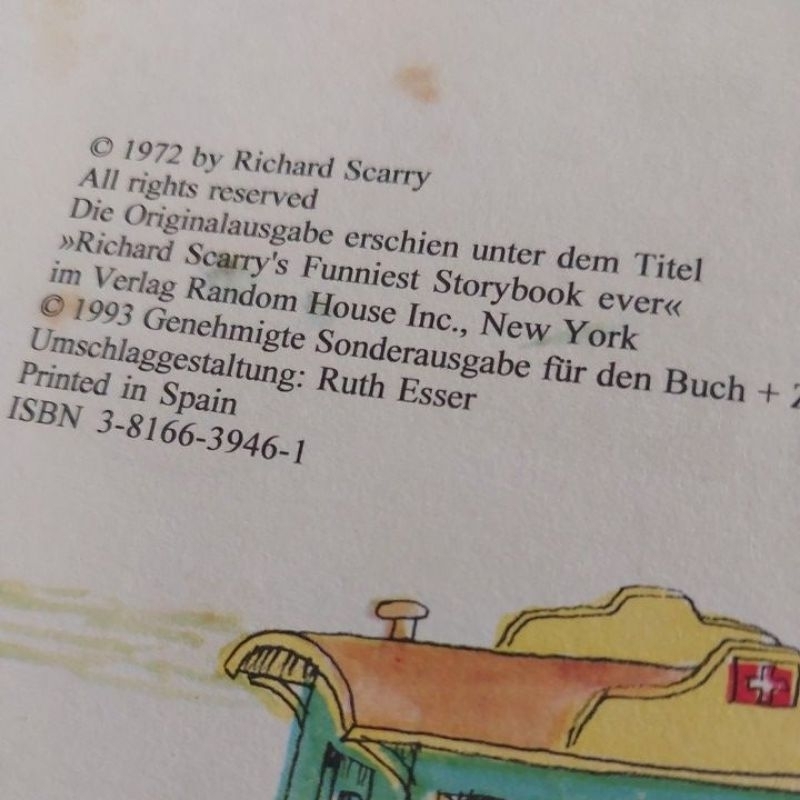 © 1972 by Richard Scarry
All rights reserved
Die Originalausgabe erschien unter dem Titel
»Richard Scarry's Funniest Storybook ever«
im Verlag Random House Inc., New York
© 1993 Genehmigte Sonderausgabe für den Buch +
Umschlaggestaltung: Ruth Esser
Printed in Spain
ISBN 3-8166-3946-1